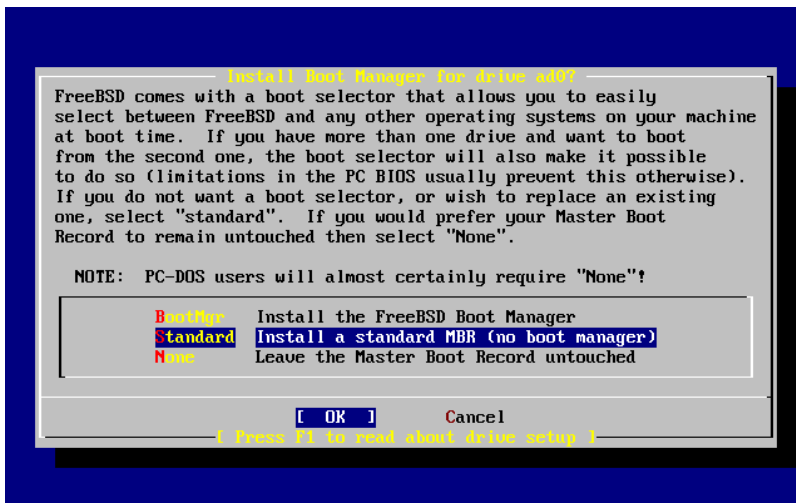 Install Boot Manager for drive ad0?
FreeBSD comes with a boot selector that allows you to easily
select between FreeBSD and any other operating systems on your machine
at boot time.  If you have more than one drive and want to boot
from the second one, the boot selector will also make it possible
to do so (limitations in the PC BIOS usually prevent this otherwise).
If you do not want a boot selector, or wish to replace an existing
one, select "standard".  If you would prefer your Master Boot
Record to remain untouched then select "None".
NOTE:  PC-DOS users will almost certainly require "None"!
BootMgr   Install the FreeBSD Boot Manager
Standard  Install a standard MBR (no boot manager)
None      Leave the Master Boot Record untouched
[  OK  ]       Cancel
[ Press F1 to read about drive setup ]